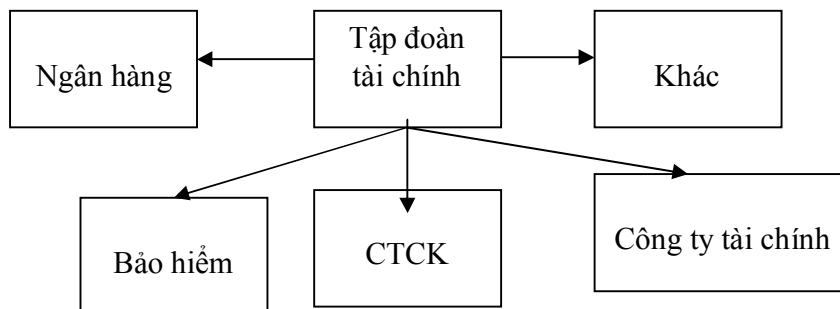 Ngân hàng
Tập đoàn
tài chính
Khác
Bảo hiểm
CTCK
Công ty tài chính